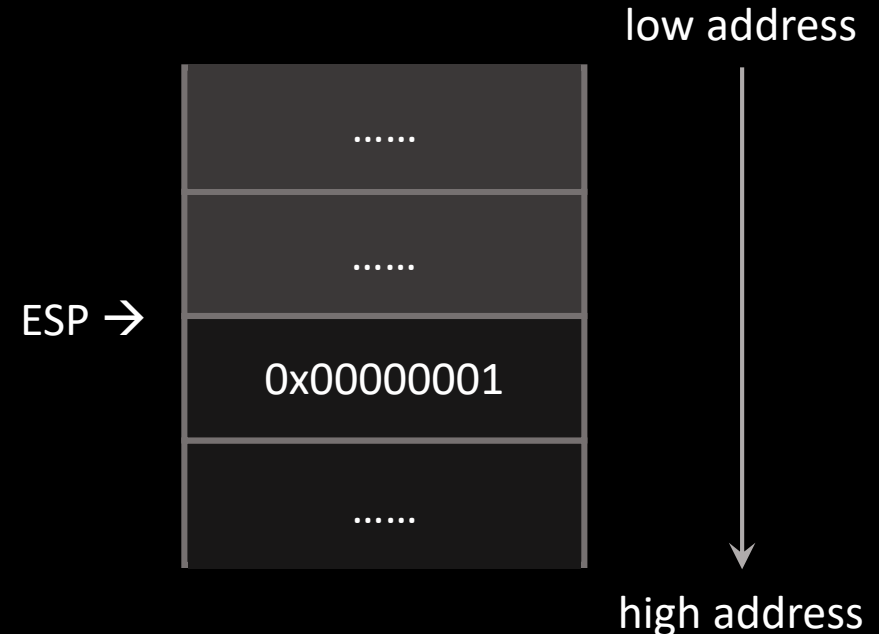 low address
......
......
ESP →
0x00000001
......
high address